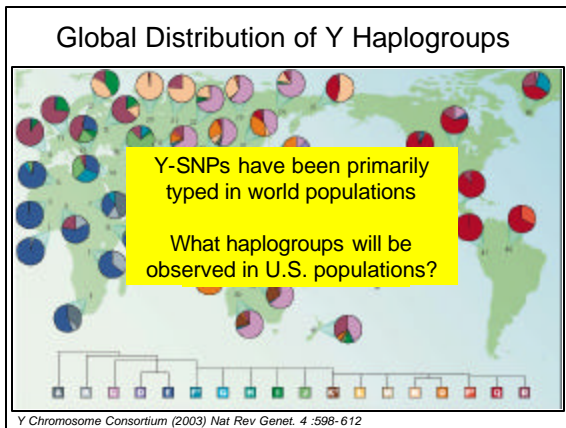 Global Distribution of Y Haplogroups
Y-SNPs have been primarily
typed in world populations
What haplogroups will be
observed in U.S. populations?
Y Chromosome Consortium (2003) Nat Rev Genet. 4 :598-612